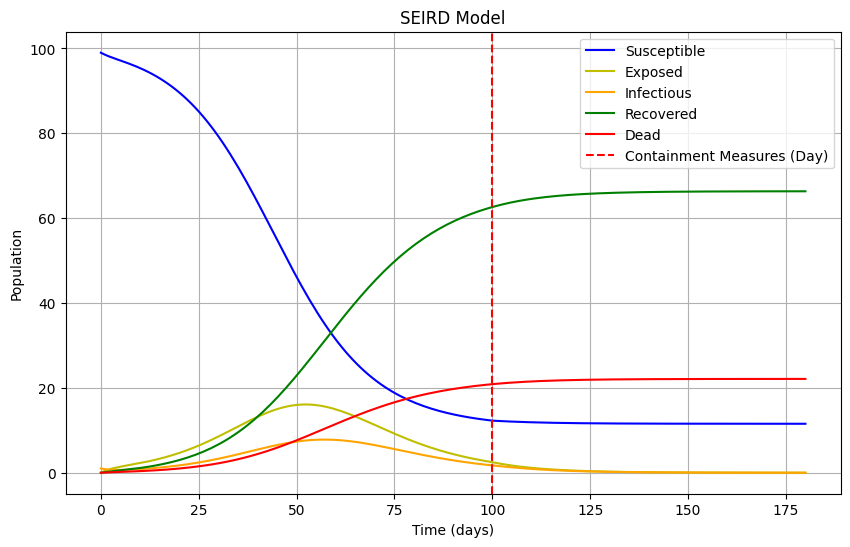 SEIRD Model
Susceptible
Exposed
Infectious
Recovered
Dead
Containment Measures (Day)
Population
100
80
60
40
20
0
0 25 50 75 100 125 150 175
Time (days)